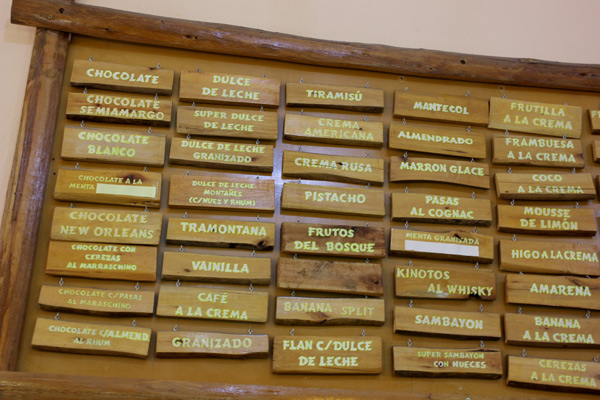 CHOCOLATE
CHOCOLATE
SEMIAMARGO
CHOCOLATE
BLANCO
CHOCOLATE A LA
MENTA
CHOCOLATE
NEW ORLEANS
CHOCOLATE CON
CEREZAS
AL MARRASCHINO
CHOCOLATE C/PASAS
AL MARASCHINO
CHOCOLATE C/ALMEND
AL RHUM
DULCE
DE LECHE
SUPER DULCE
DE LECHE
DULCE DE LECHE
GRANIZADO
DULCE DE LECHE
MONTAÑES
(C/NUES Y RHUM)
TRAMONTANA
VAINILLA
CAFÉ
A LA CREMA
GRANIZADO
TIRAMISÚ
CREMA
AMERICANA
CREMA RUSA
PISTACHO
FRUTOS
DEL BOSQUE
BANANA SPLIT
FLAN C/DULCE
DE LECHE
MANTECOL
ALMENDRADO
MARRON GLACE
PASAS
AL COGNAC
MENTA GRANIZADA
KINOTOS
AL WHISKY
SAMBAYON
SUPER SAMBAYON
CON NUECES
FRUTILLA
A LA CREMA
FRAMBUESA
A LA CREMA
COCO
A LA CREMA
MOUSSE
DE LIMÓN
HIGO A LA CREMA
AMARENA
BANANA
A LA CREMA
CEREZAS
A LA CREMA